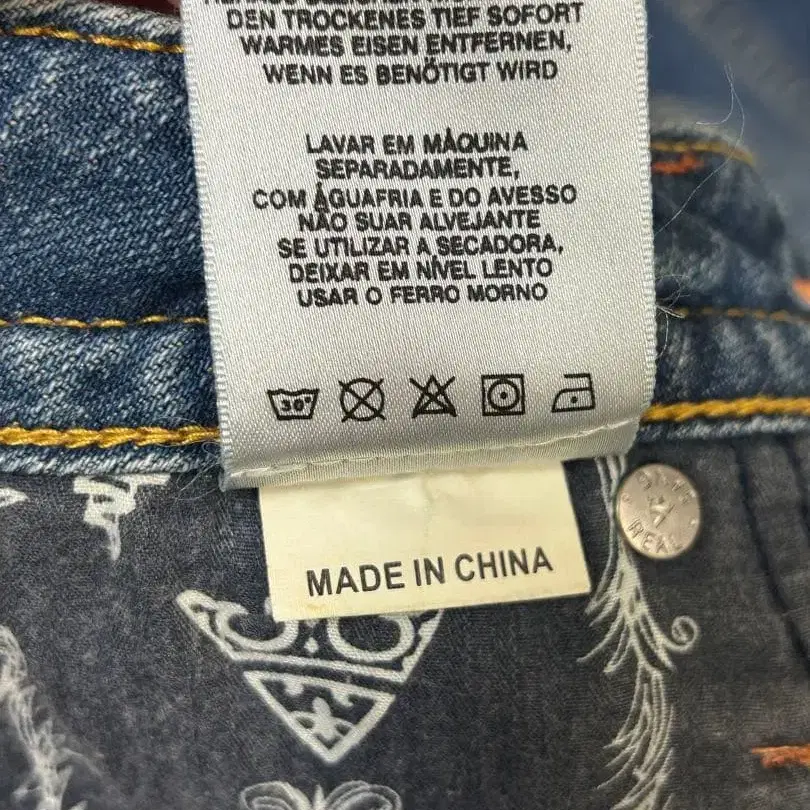 DEN TROCKENES TIEF SOFORT
WARMES EISEN ENTFERNEN,
WENN ES BENÖTIGT WIRD
LAVAR EM MÁQUINA
SEPARADAMENTE,
COM ÁGUAFRIA E DO AVESSO
NÃO SUAR ALVEJANTE
SE UTILIZAR A SECADORA,
DEIXAR EM NÍVEL LENTO
USAR O FERRO MORNO
30°
MADE IN CHINA
REAL